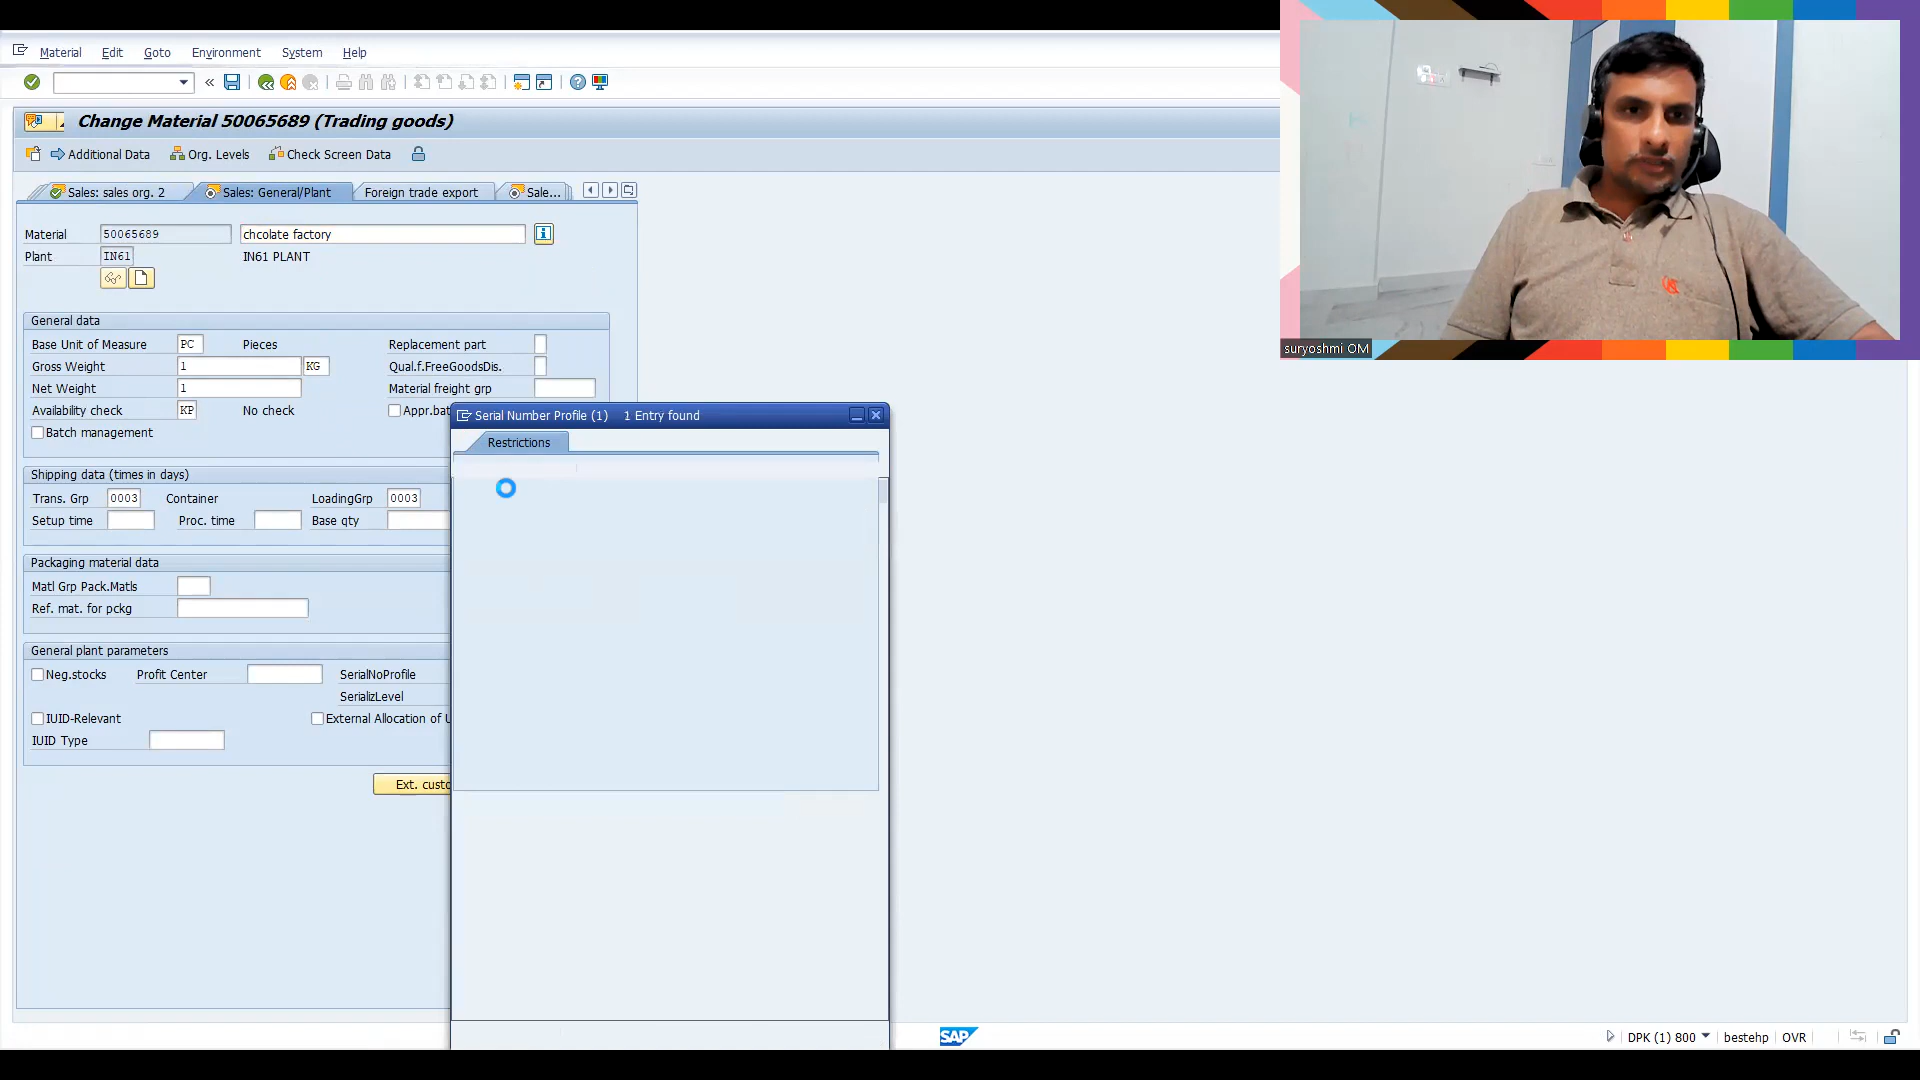 Material Edit Goto Environment System Help
Change Material 50065689 (Trading goods)
Additional Data Org. Levels Check Screen Data
Sales: sales org. 2 Sales: General/Plant Foreign trade export Sale...
Material 50065689 chcolate factory
Plant IN61 IN61 PLANT
General data
Base Unit of Measure PC Pieces Replacement part
Gross Weight 1 KG Qual.f.FreeGoodsDis.
Net Weight 1 Material freight grp
Availability check KP No check Appr.bat
Batch management
Serial Number Profile (1) 1 Entry found
Restrictions
Shipping data (times in days)
Trans. Grp 0003 Container LoadingGrp 0003
Setup time Proc. time Base qty
Packaging material data
Matl Grp Pack.Matls
Ref. mat. for pckg
General plant parameters
Neg.stocks Profit Center SerialNoProfile
SerializLevel
IUID-Relevant External Allocation of U
IUID Type
Ext. custo
suryoshmi OM
SAP
DPK (1) 800 bestehp OVR